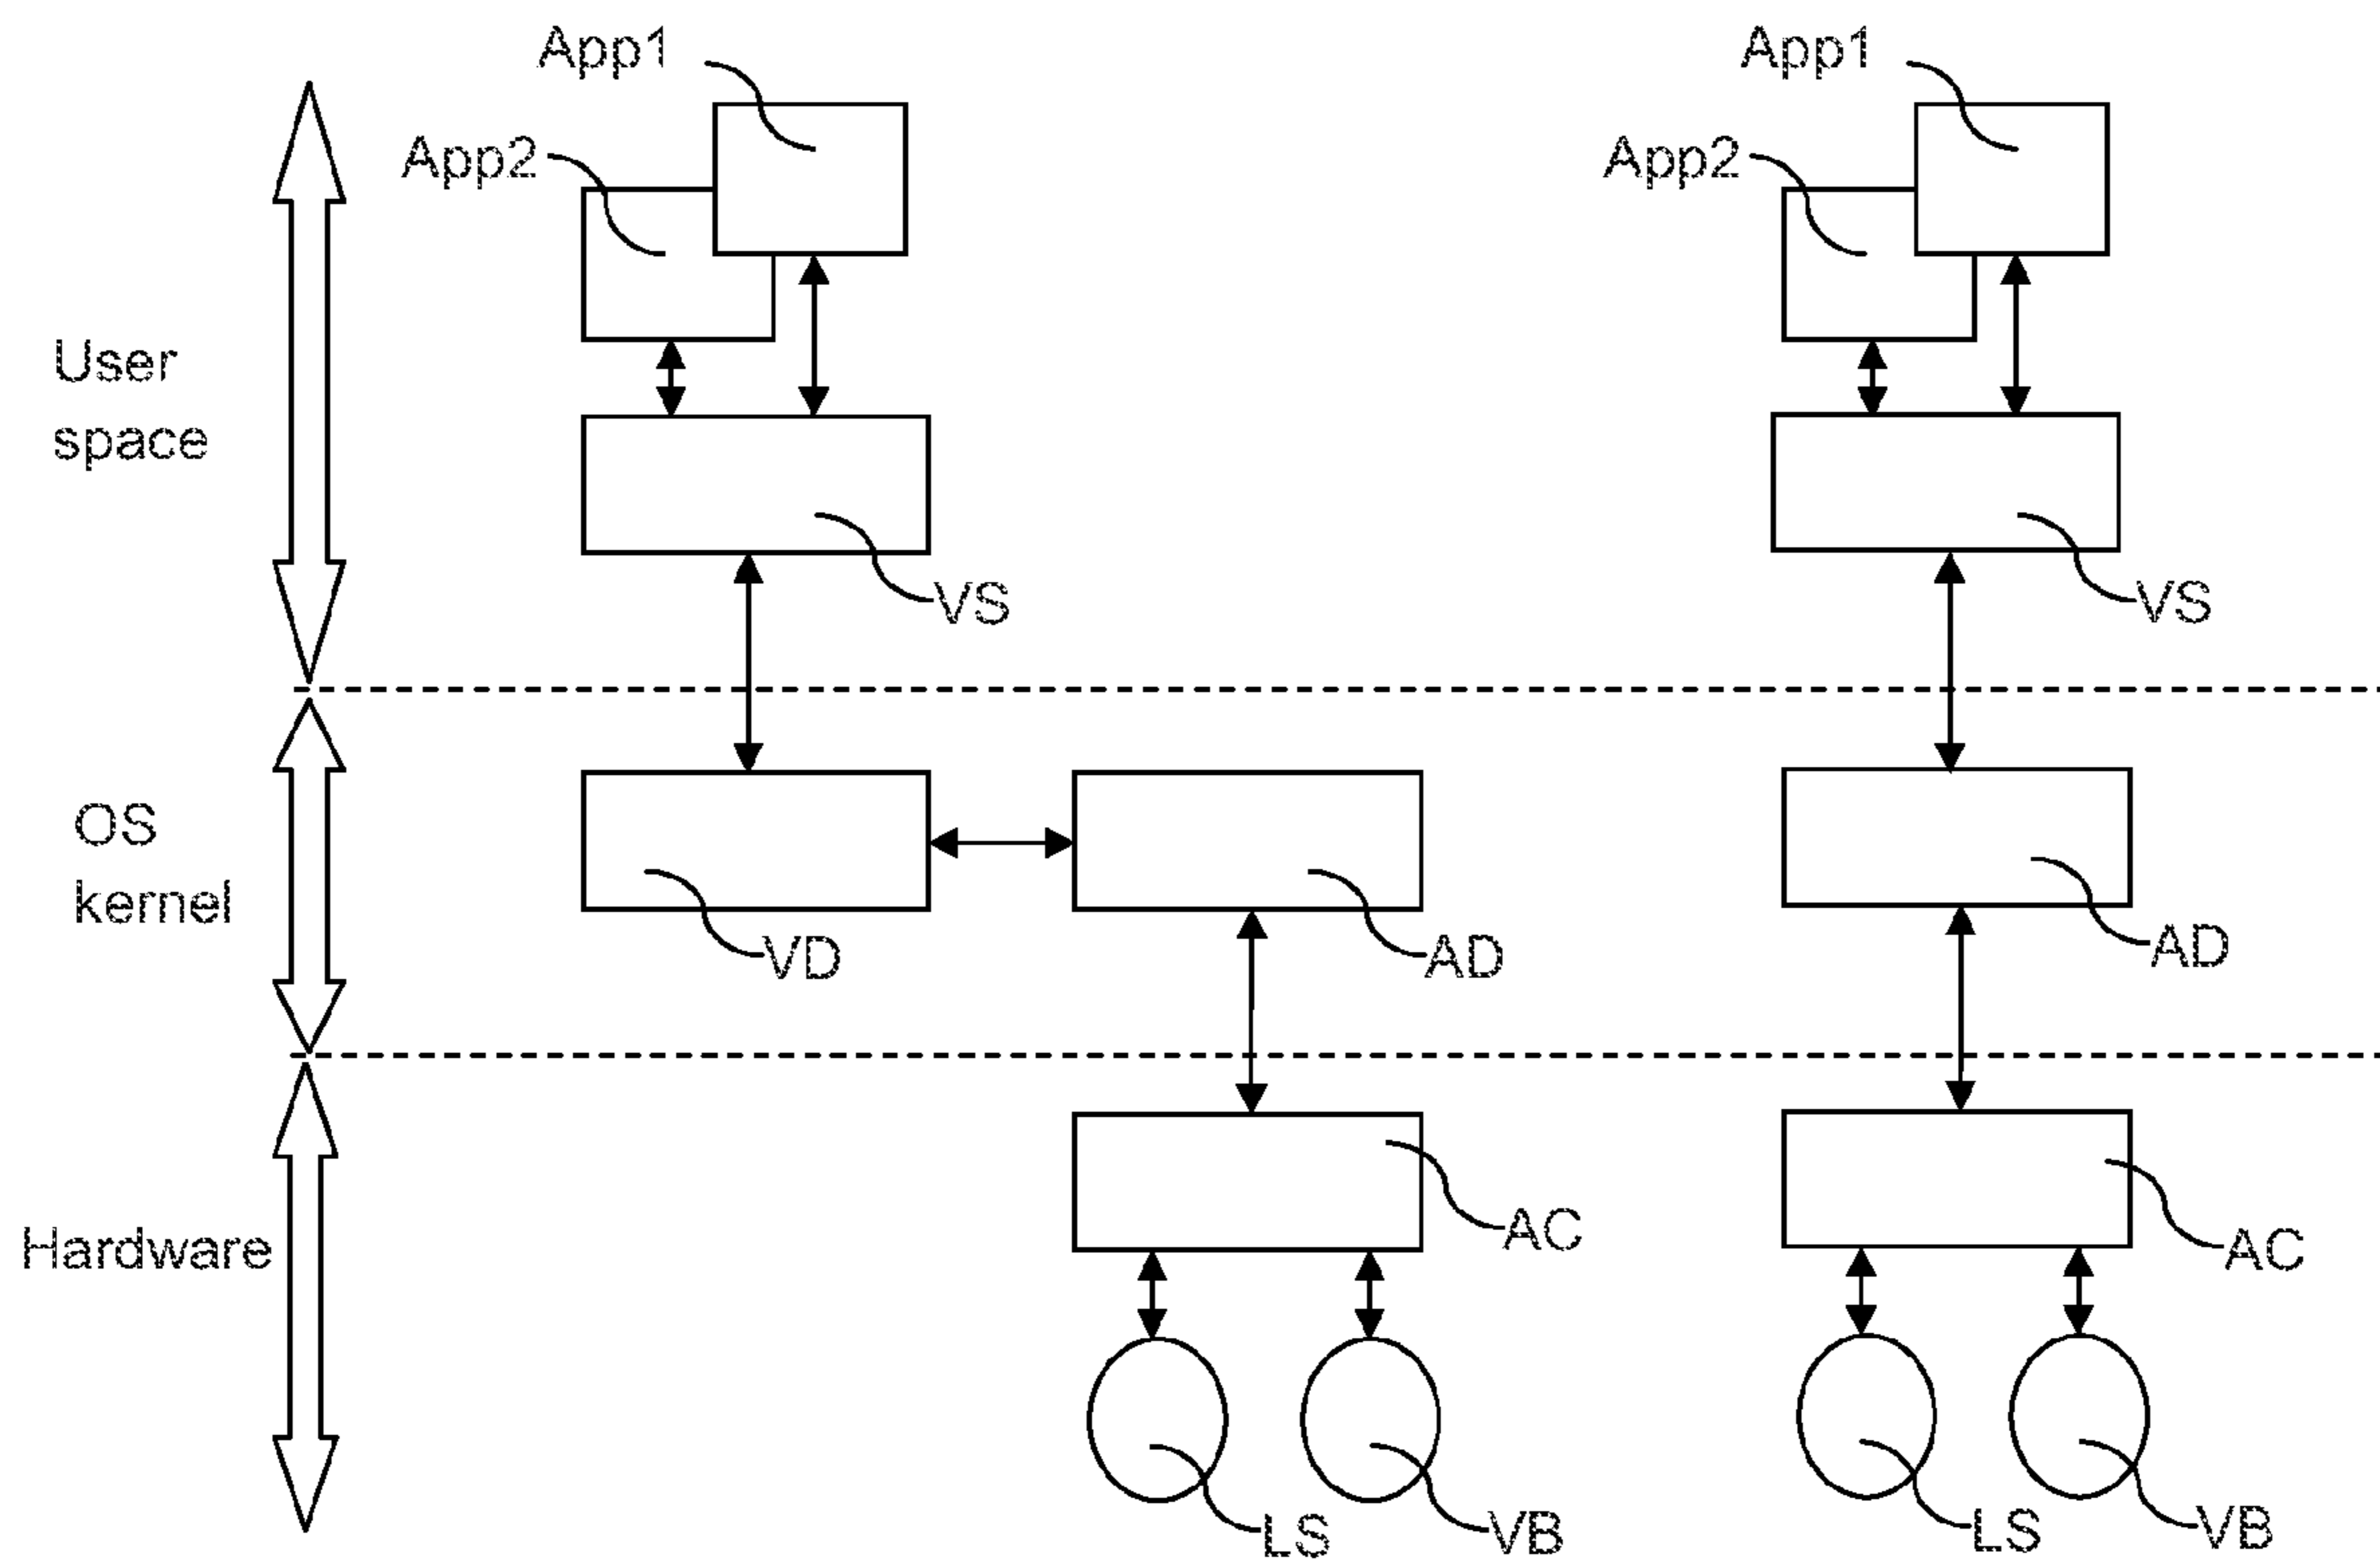 App1
App1
App2
App2
User
space
VS
VS
OS
kernel
VD
AD
AD
Hardware
AC
AC
LS
VB
LS
VB